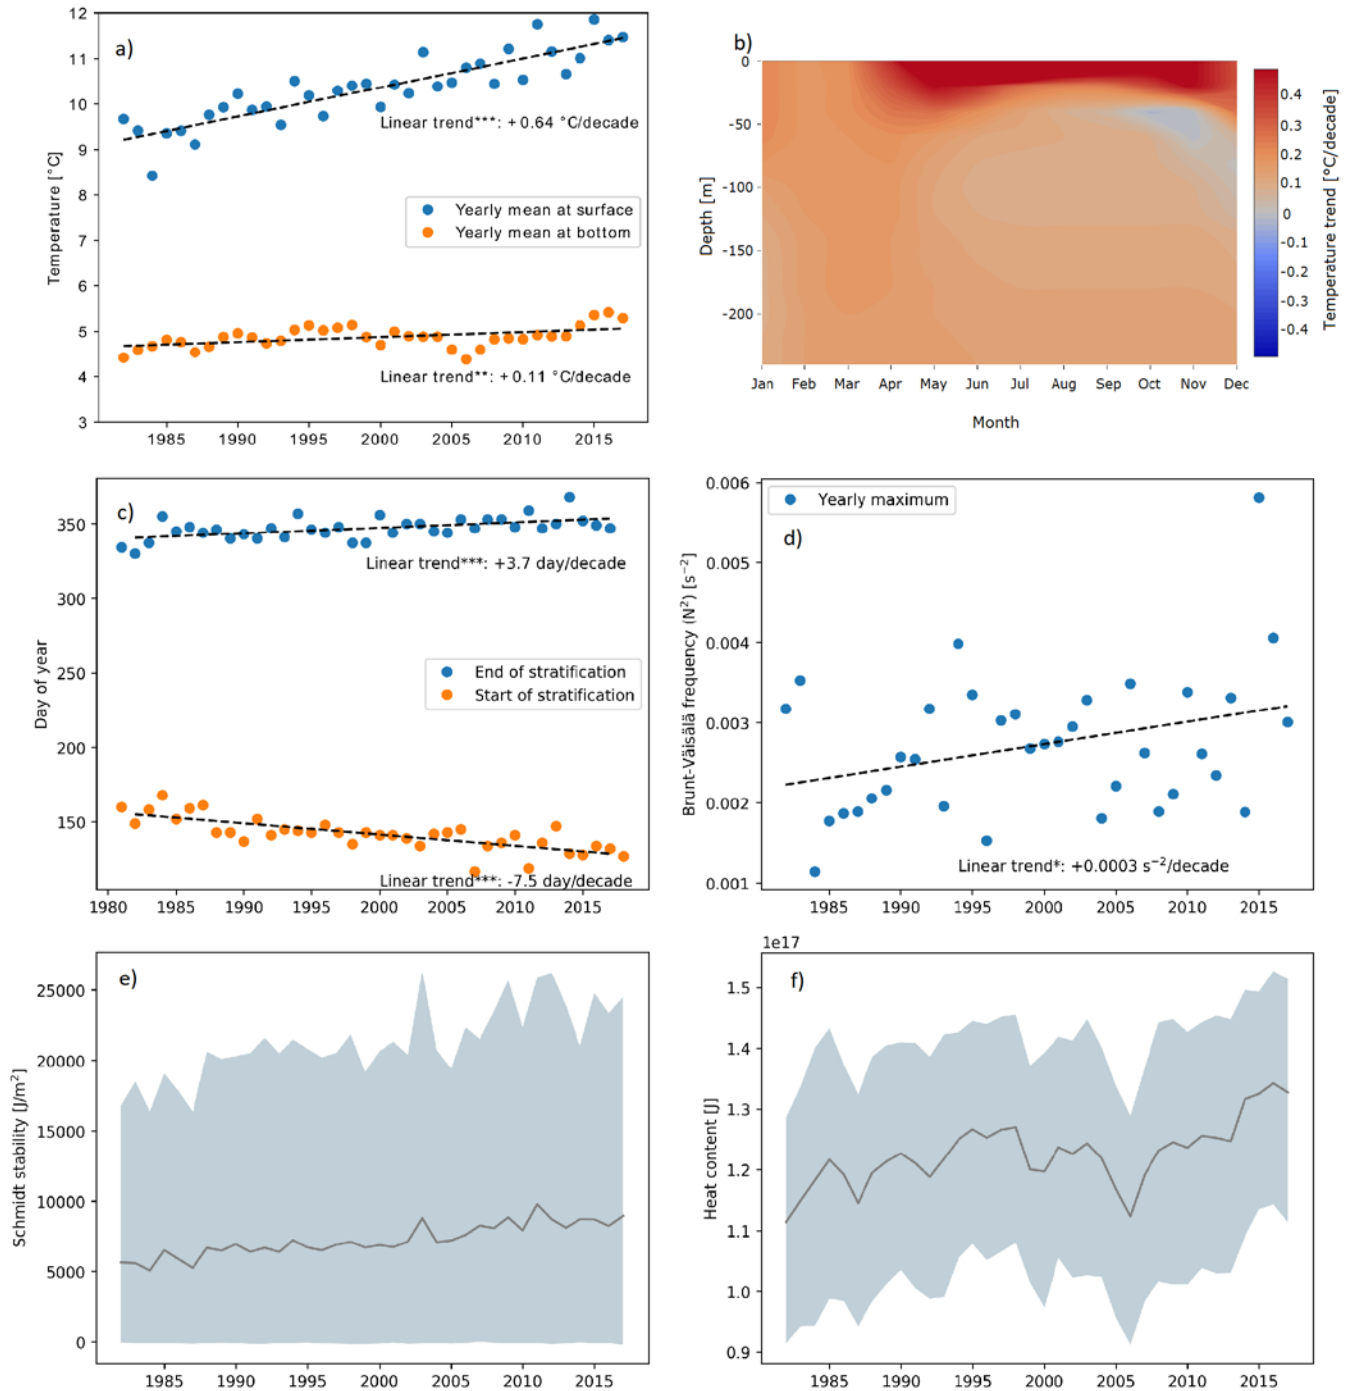 a)
12
11
10
9
8
7
6
5
4
3
Temperature [°C]
Linear trend***: +0.64 °C/decade
Yearly mean at surface
Yearly mean at bottom
Linear trend**: +0.11 °C/decade
1985 1990 1995 2000 2005 2010 2015
b)
0
-50
-100
-150
-200
Depth [m]
Jan Feb Mar Apr May Jun Jul Aug Sep Oct Nov Dec
Month
0.4
0.3
0.2
0.1
0
-0.1
-0.2
-0.3
-0.4
Temperature trend [°C/decade]
c)
350
300
250
200
150
Day of year
Linear trend***: +3.7 day/decade
End of stratification
Start of stratification
Linear trend***: -7.5 day/decade
1980 1985 1990 1995 2000 2005 2010 2015
0.006
0.005
0.004
0.003
0.002
0.001
Brunt-Väisälä frequency (N²) [s⁻²]
Yearly maximum
d)
Linear trend*: +0.0003 s⁻²/decade
1985 1990 1995 2000 2005 2010 2015
e)
25000
20000
15000
10000
5000
0
Schmidt stability [J/m²]
1985 1990 1995 2000 2005 2010 2015
1e17
f)
1.5
1.4
1.3
1.2
1.1
1.0
0.9
Heat content [J]
1985 1990 1995 2000 2005 2010 2015